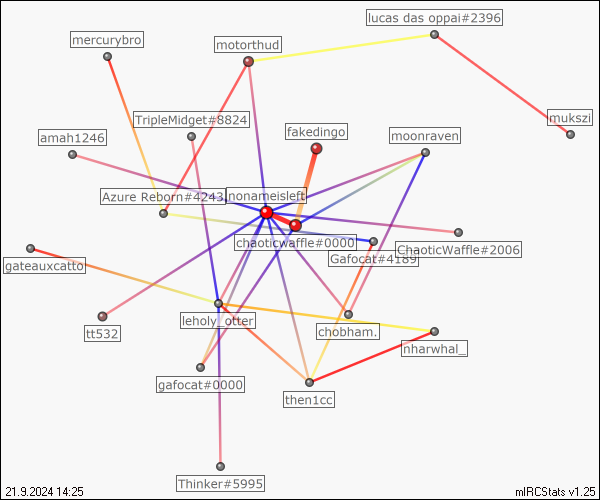 lucas das oppai#2396
mercurybro
motorthud
mukszi
TripleMidget#8824
fakedingo
amah1246
moonraven
Azure Reborn#4243
nonameisleft
chaoticwaffle#0000
ChaoticWaffle#2006
Gafocat#4189
gateauxcatto
leholy_otter
chobham.
tt532
nharwhal_
gafocat#0000
then1cc
Thinker#5995
21.9.2024 14:25
mIRCStats v1.25